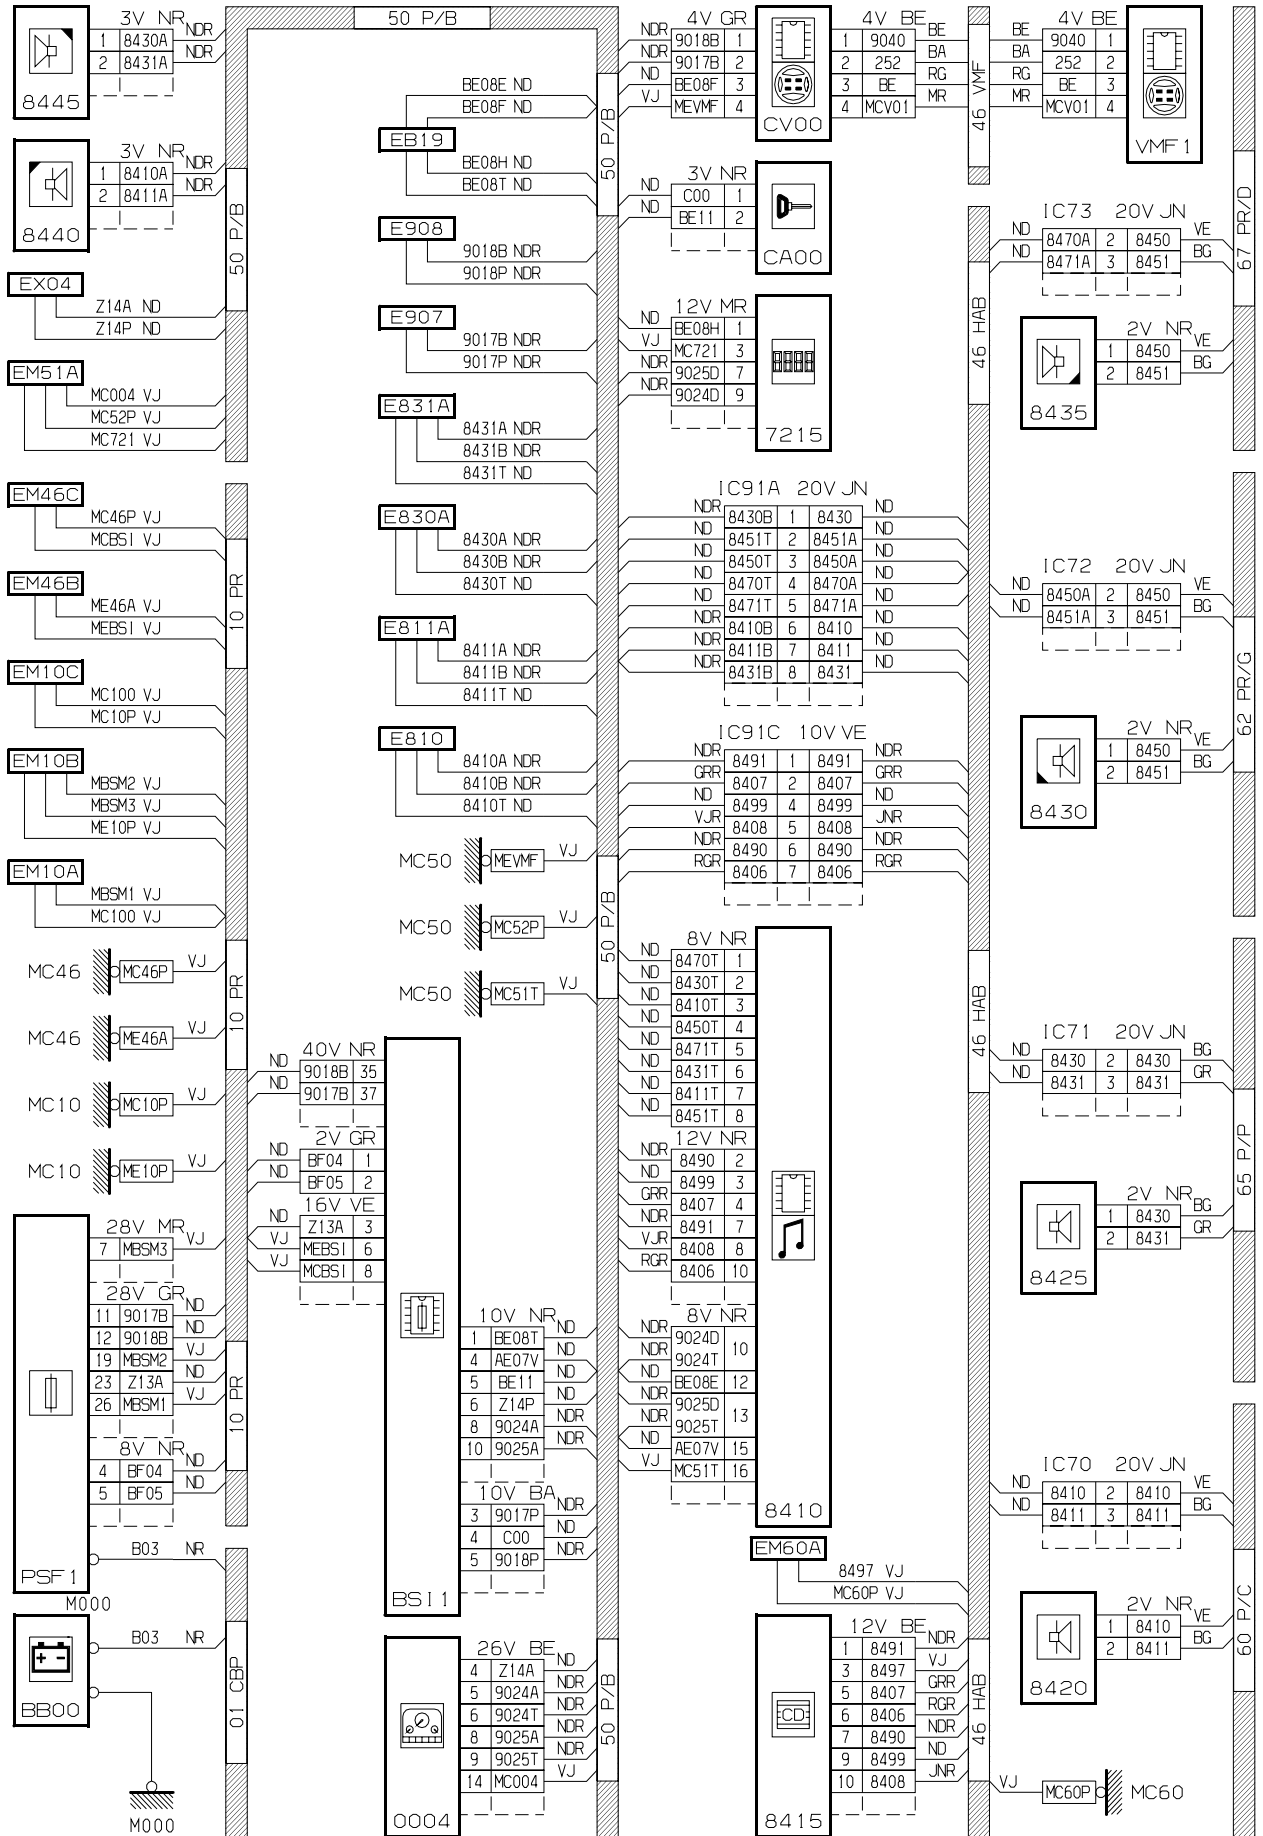 50 P/B
3V NR
1 8430A NDR
2 8431A NDR
8445
3V NR
1 8410A NDR
2 8411A NDR
8440
50 P/B
EX04
Z14A ND
Z14P ND
EM51A
MC004 VJ
MC52P VJ
MC721 VJ
EM46C
MC46P VJ
MCBSI VJ
10 PR
EM46B
ME46A VJ
MEBSI VJ
EM10C
MC100 VJ
MC10P VJ
EM10B
MBSM2 VJ
MBSM3 VJ
ME10P VJ
EM10A
MBSM1 VJ
MC100 VJ
MC46 MC46P VJ
10 PR
MC46 ME46A VJ
MC10 MC10P VJ
MC10 ME10P VJ
28V MR
7 MBSM3 VJ
28V GR
11 9017B ND
12 9018B ND
19 MBSM2 VJ
23 Z13A ND
26 MBSM1 VJ
10 PR
8V NR
4 BF04 ND
5 BF05 ND
B03 NR
PSF1
M000
B03 NR
BB00
01 CBP
M000
BE08E ND
BE08F ND
EB19
BE08H ND
BE08T ND
50 P/B
E908
9018B NDR
9018P NDR
E907
9017B NDR
9017P NDR
E831A
8431A NDR
8431B NDR
8431T ND
E830A
8430A NDR
8430B NDR
8430T ND
E811A
8411A NDR
8411B NDR
8411T ND
E810
8410A NDR
8410B NDR
8410T ND
MC50 MEVMF VJ
MC50 MC52P VJ
50 P/B
MC50 MC51T VJ
40V NR
ND 9018B 35
ND 9017B 37
2V GR
ND BF04 1
ND BF05 2
16V VE
ND Z13A 3
VJ MEBSI 6
VJ MCBSI 8
10V NR
1 BE08T ND
4 AE07V ND
5 BE11 ND
6 Z14P ND
8 9024A NDR
10 9025A NDR
10V BA
3 9017P NDR
4 C00 ND
5 9018P NDR
BSI1
26V BE
4 Z14A ND
5 9024A NDR
6 9024T NDR
8 9025A NDR
9 9025T NDR
14 MC004 VJ
0004
50 P/B
4V GR
NDR 9018B 1
NDR 9017B 2
ND BE08F 3
VJ MEVMF 4
CV00
4V BE
1 9040 BE
2 252 BA
3 BE RG
4 MCV01 MR
46 VMF
4V BE
BE 9040 1
BA 252 2
RG BE 3
MR MCV01 4
VMF1
3V NR
ND C00 1
ND BE11 2
CA00
12V MR
ND BE08H 1
VJ MC721 3
NDR 9025D 7
NDR 9024D 9
7215
IC91A 20V JN
NDR 8430B 1 8430 ND
ND 8451T 2 8451A ND
ND 8450T 3 8450A ND
ND 8470T 4 8470A ND
ND 8471T 5 8471A ND
NDR 8410B 6 8410 ND
NDR 8411B 7 8411 ND
NDR 8431B 8 8431 ND
IC91C 10V VE
NDR 8491 1 8491 NDR
GRR 8407 2 8407 GRR
ND 8499 4 8499 ND
VJR 8408 5 8408 JNR
NDR 8490 6 8490 NDR
RGR 8406 7 8406 RGR
8V NR
ND 8470T 1
ND 8430T 2
ND 8410T 3
ND 8450T 4
ND 8471T 5
ND 8431T 6
ND 8411T 7
ND 8451T 8
12V NR
NDR 8490 2
ND 8499 3
GRR 8407 4
NDR 8491 7
VJR 8408 8
RGR 8406 10
8V NR
NDR 9024D 10
NDR 9024T
ND BE08E 12
NDR 9025D 13
NDR 9025T
ND AE07V 15
VJ MC51T 16
8410
EM60A
8497 VJ
MC60P VJ
12V BE
1 8491 NDR
3 8497 VJ
5 8407 GRR
6 8406 RGR
7 8490 NDR
9 8499 ND
10 8408 JNR
8415
46 HAB
46 HAB
46 HAB
IC73 20V JN
ND 8470A 2 8450 VE
ND 8471A 3 8451 BG
67 PR/D
2V NR
1 8450 VE
2 8451 BG
8435
IC72 20V JN
ND 8450A 2 8450 VE
ND 8451A 3 8451 BG
62 PR/G
2V NR
1 8450 VE
2 8451 BG
8430
IC71 20V JN
ND 8430 2 8430 BG
ND 8431 3 8431 GR
65 P/P
2V NR
1 8430 BG
2 8431 GR
8425
IC70 20V JN
ND 8410 2 8410 VE
ND 8411 3 8411 BG
60 P/C
2V NR
1 8410 VE
2 8411 BG
8420
VJ MC60P MC60
CD